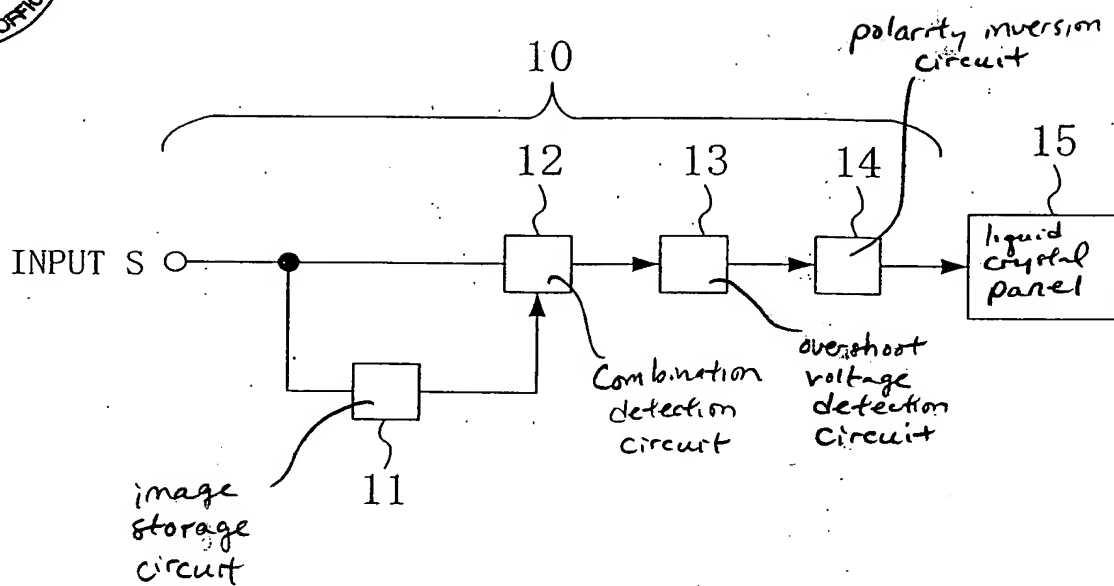 OFFIC
polarity inversion
circuit
10
12
13
14
15
INPUT S
liquid
crystal
panel
Combination
detection
circuit
overshoot
voltage
detection
circuit
11
image
storage
circuit